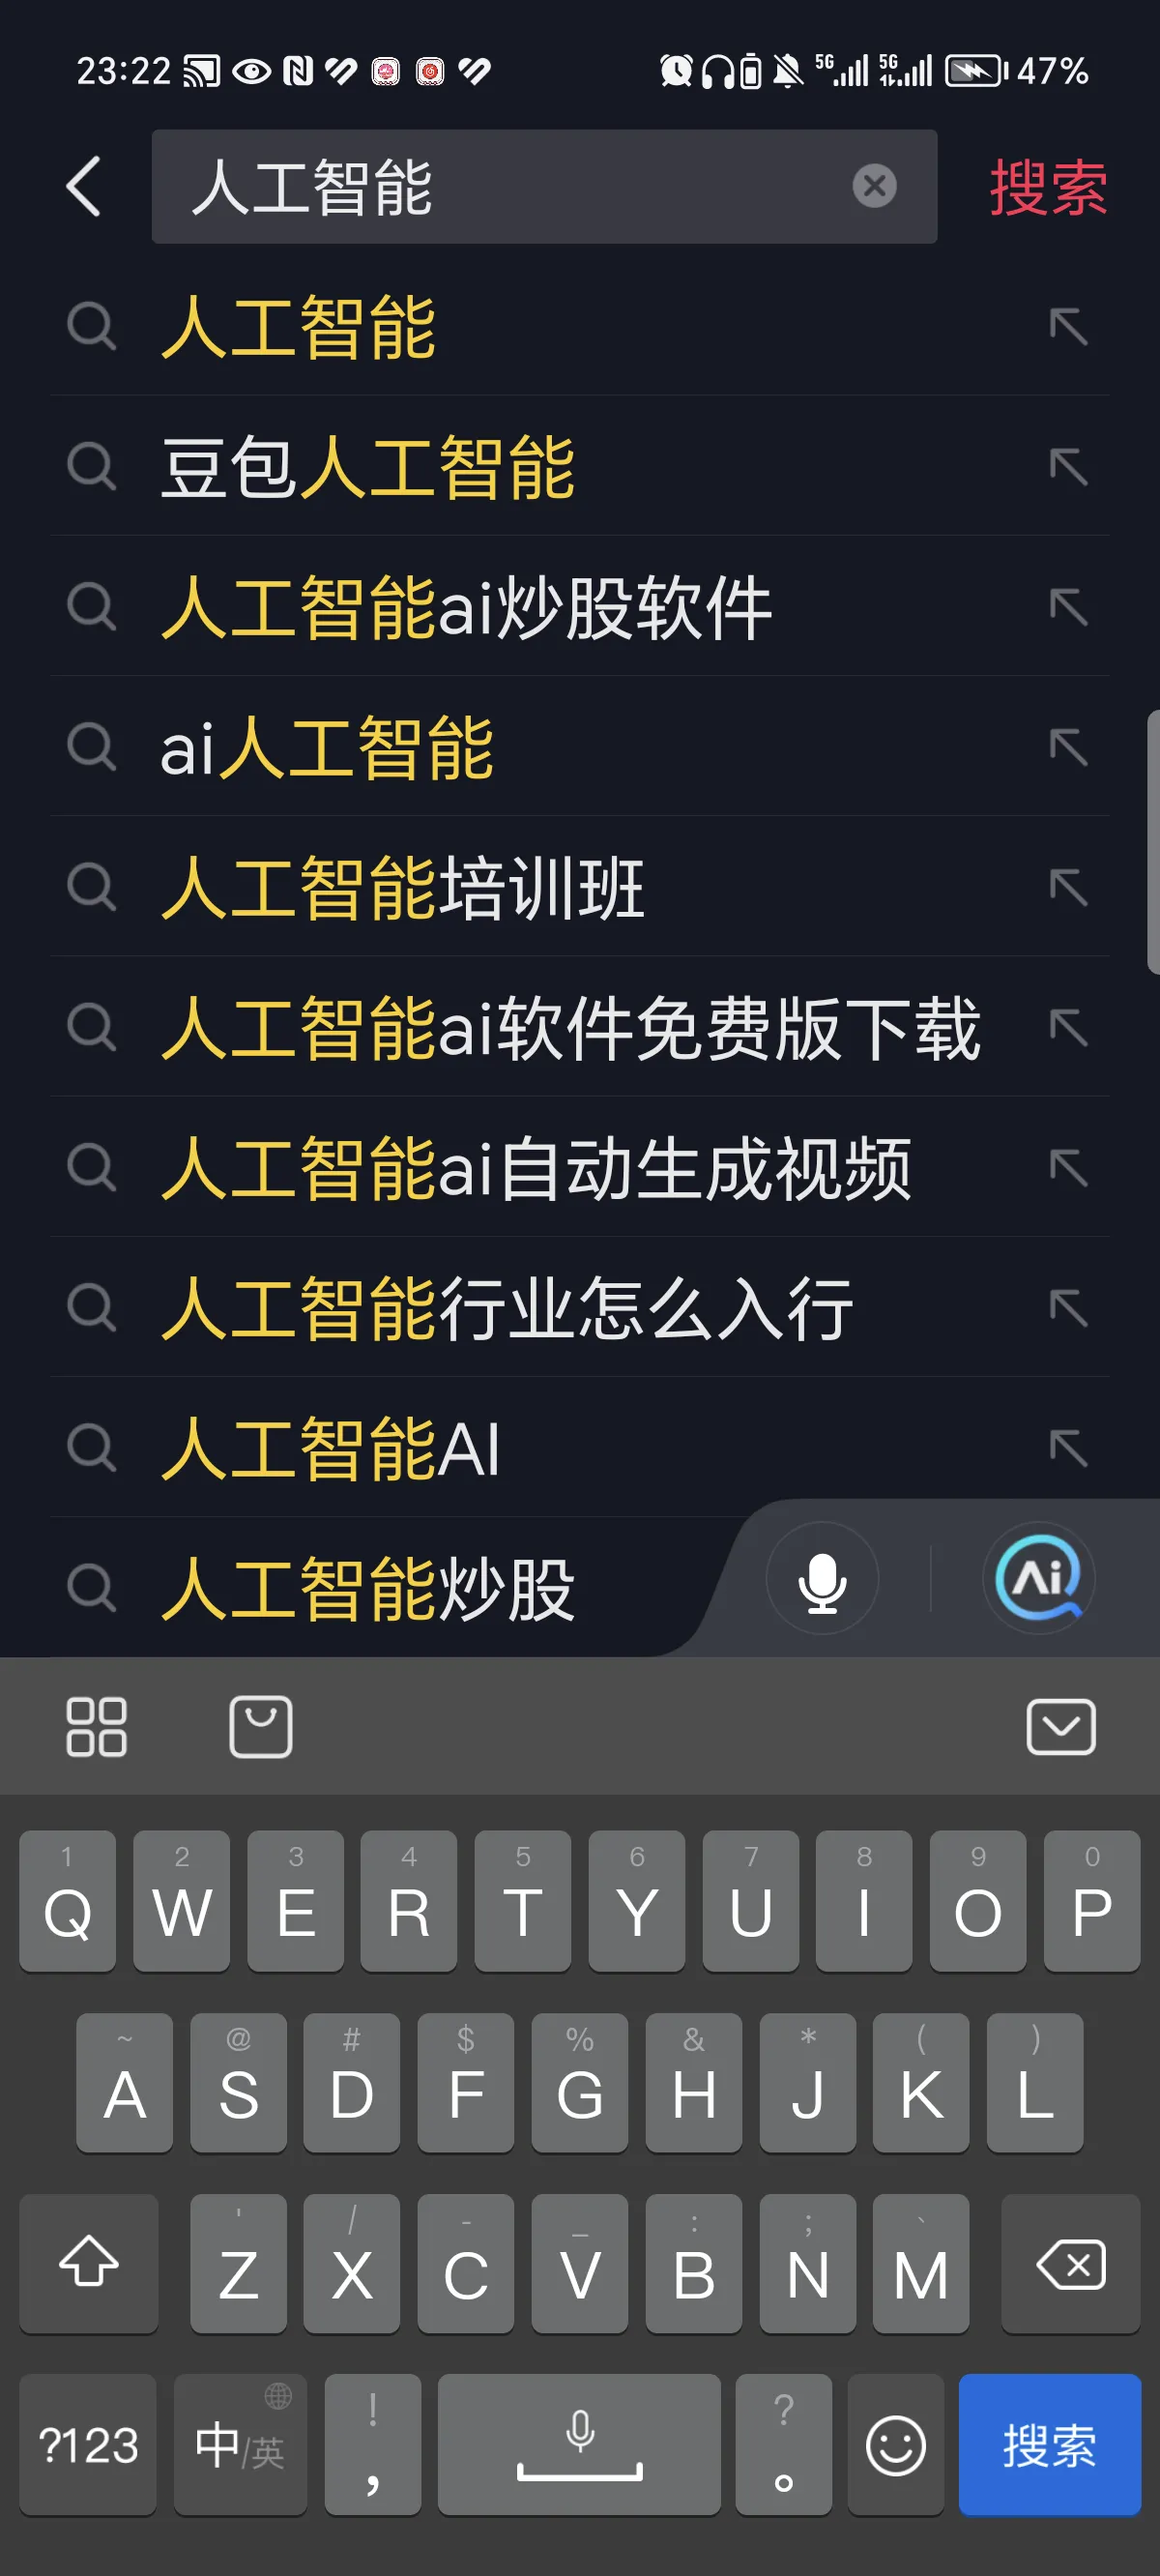 23:22 5G 5G 47%
人工智能 搜索
人工智能
豆包人工智能
人工智能ai炒股软件
ai人工智能
人工智能培训班
人工智能ai软件免费版下载
人工智能ai自动生成视频
人工智能行业怎么入行
人工智能AI
人工智能炒股
Ai
1 2 3 4 5 6 7 8 9 0
Q W E R T Y U I O P
~ @ # $ % & * ( )
A S D F G H J K L
' / - _ : ; `
Z X C V B N M
! ?
?123 中/英 , 。 搜索